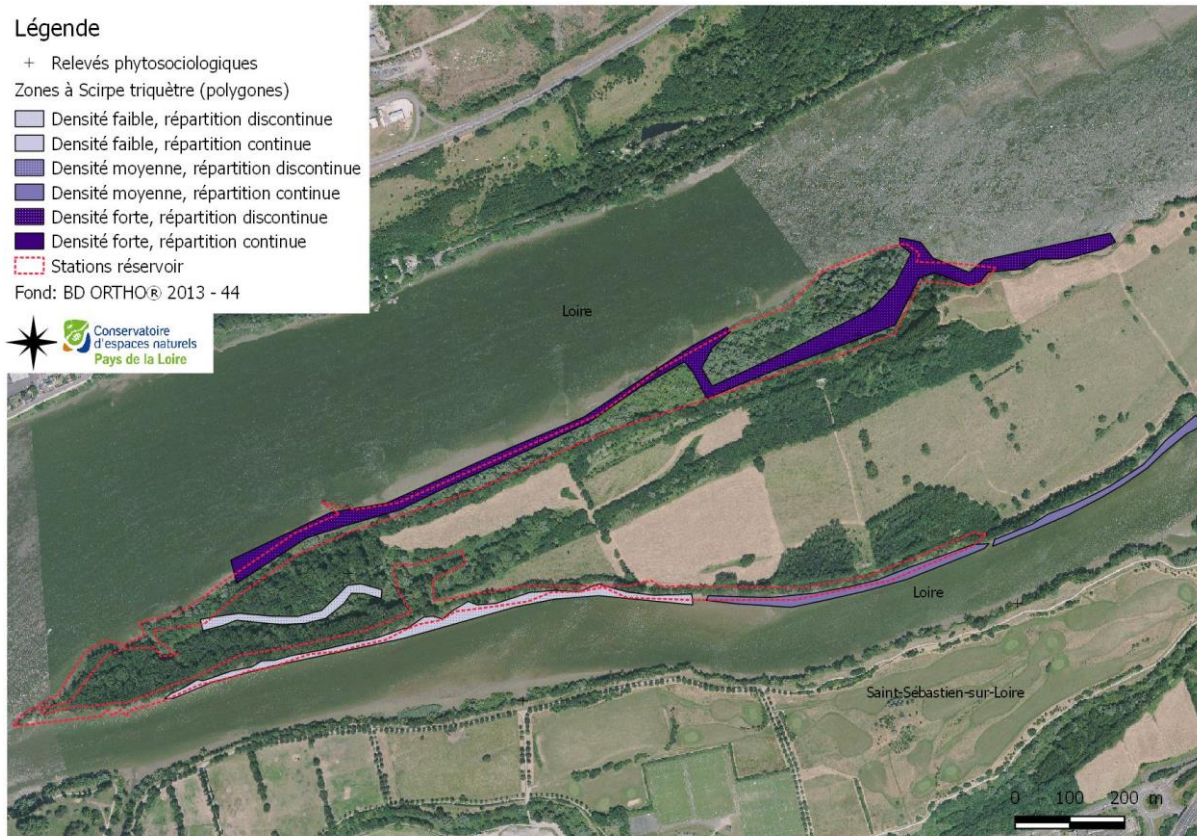 Légende
Relevés phytosociologiques
Zones à Scirpe triquètre (polygones)
Densité faible, répartition discontinue
Densité faible, répartition continue
Densité moyenne, répartition discontinue
Densité moyenne, répartition continue
Densité forte, répartition discontinue
Densité forte, répartition continue
Stations réservoir
Fond: BD ORTHO® 2013 - 44
Conservatoire
d'espaces naturels
Pays de la Loire
Loire
Loire
Saint-Sébastien-sur-Loire
0 100 200 m